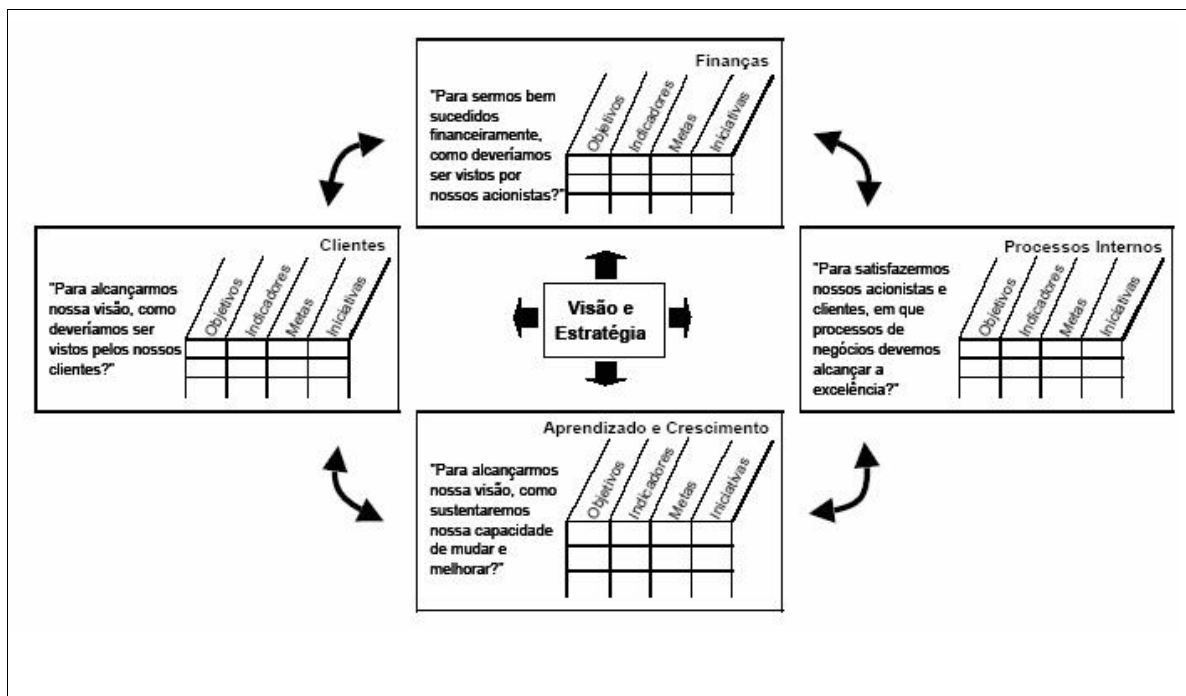 Finanças
"Para sermos bem
sucedidos
financeiramente,
como deveríamos
ser vistos por
nossos acionistas?"
Objetivos
Indicadores
Metas
Iniciativas
Clientes
"Para alcançarmos
nossa visão, como
deveríamos ser
vistos pelos nossos
clientes?"
Objetivos
Indicadores
Metas
Iniciativas
Visão e
Estratégia
Processos Internos
"Para satisfazermos
nossos acionistas e
clientes, em que
processos de
negócios devemos
alcançar a
excelência?"
Objetivos
Indicadores
Metas
Iniciativas
Aprendizado e Crescimento
"Para alcançarmos
nossa visão, como
sustentaremos
nossa capacidade
de mudar e
melhorar?"
Objetivos
Indicadores
Metas
Iniciativas